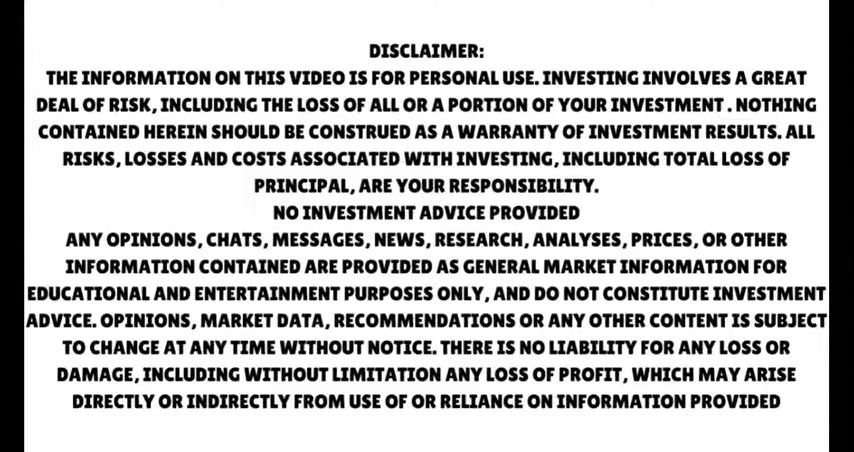 DISCLAIMER:
THE INFORMATION ON THIS VIDEO IS FOR PERSONAL USE. INVESTING INVOLVES A GREAT
DEAL OF RISK, INCLUDING THE LOSS OF ALL OR A PORTION OF YOUR INVESTMENT . NOTHING
CONTAINED HEREIN SHOULD BE CONSTRUED AS A WARRANTY OF INVESTMENT RESULTS. ALL
RISKS, LOSSES AND COSTS ASSOCIATED WITH INVESTING, INCLUDING TOTAL LOSS OF
PRINCIPAL, ARE YOUR RESPONSIBILITY.
NO INVESTMENT ADVICE PROVIDED
ANY OPINIONS, CHATS, MESSAGES, NEWS, RESEARCH, ANALYSES, PRICES, OR OTHER
INFORMATION CONTAINED ARE PROVIDED AS GENERAL MARKET INFORMATION FOR
EDUCATIONAL AND ENTERTAINMENT PURPOSES ONLY, AND DO NOT CONSTITUTE INVESTMENT
ADVICE. OPINIONS, MARKET DATA, RECOMMENDATIONS OR ANY OTHER CONTENT IS SUBJECT
TO CHANGE AT ANY TIME WITHOUT NOTICE. THERE IS NO LIABILITY FOR ANY LOSS OR
DAMAGE, INCLUDING WITHOUT LIMITATION ANY LOSS OF PROFIT, WHICH MAY ARISE
DIRECTLY OR INDIRECTLY FROM USE OF OR RELIANCE ON INFORMATION PROVIDED